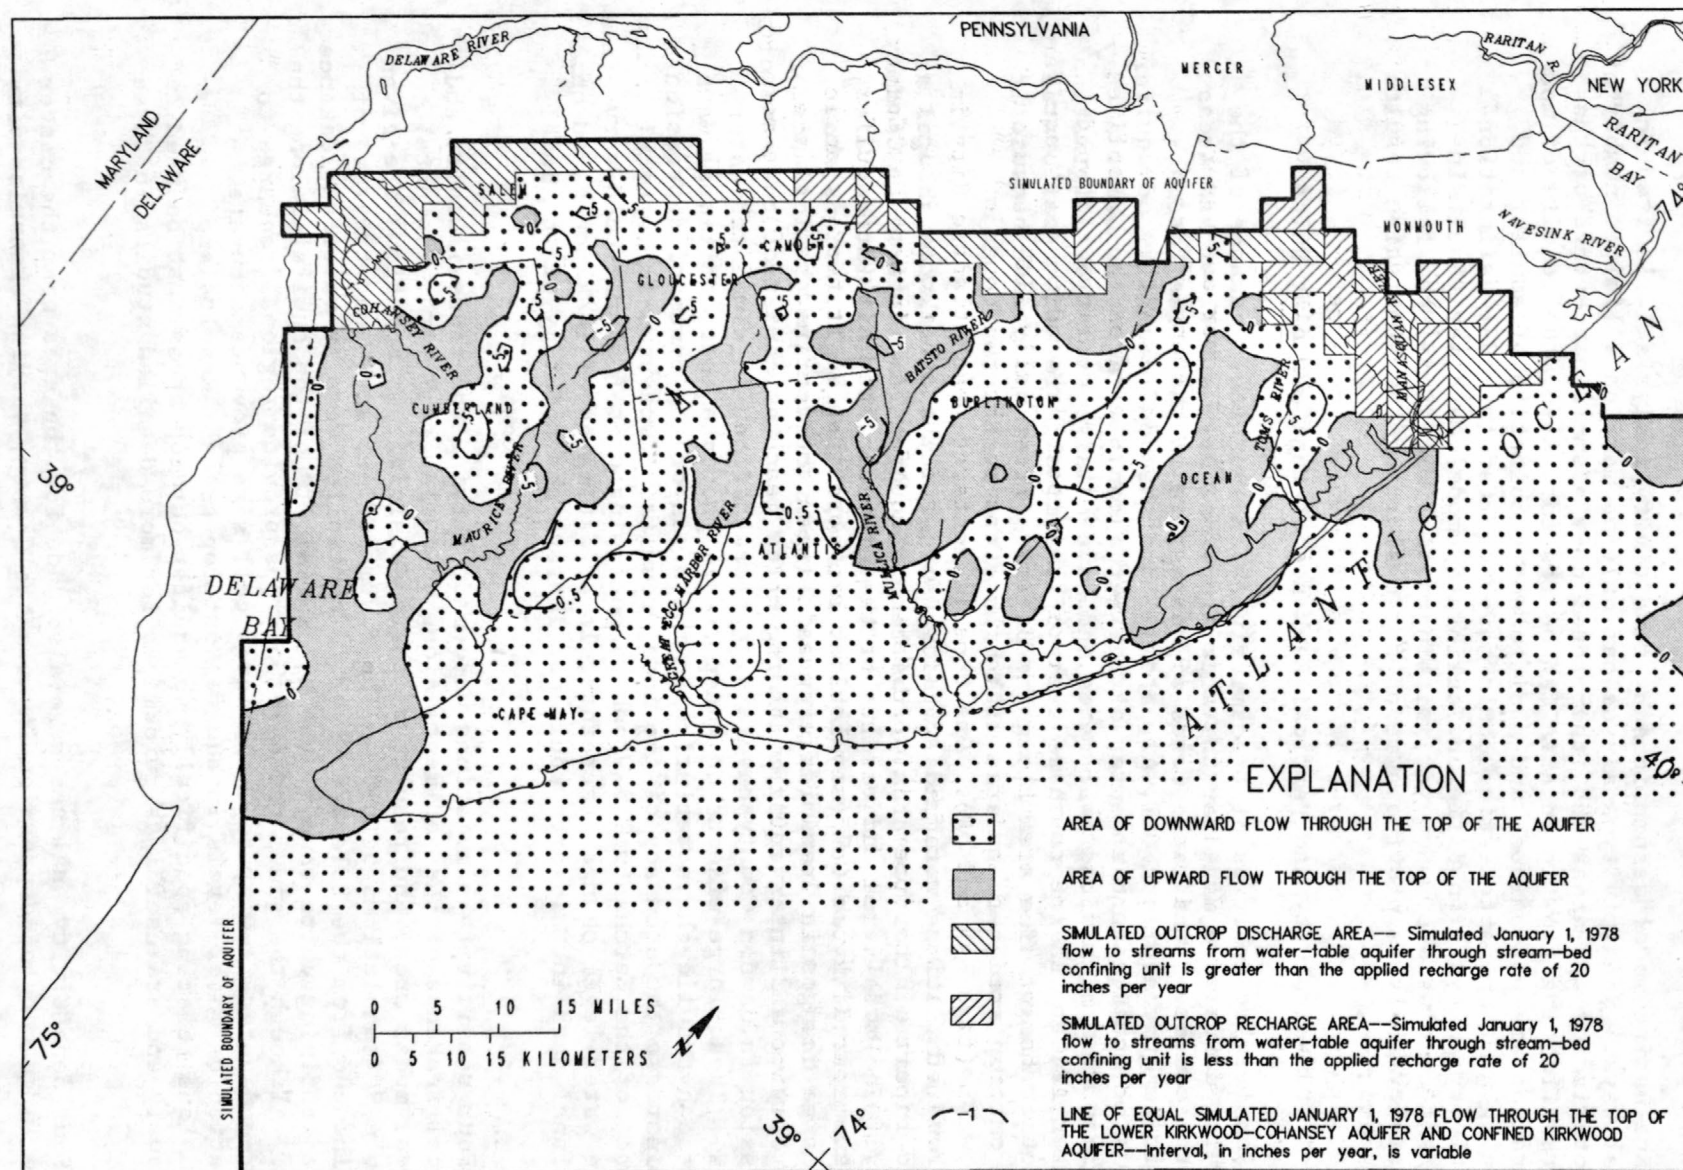 PENNSYLVANIA
DELAWARE RIVER
MERCER
MIDDLESEX
RARITAN R
NEW YORK
RARITAN
BAY
74°
MARYLAND
DELAWARE
SALEM
SIMULATED BOUNDARY OF AQUIFER
MONMOUTH
NAVESINK RIVER
CAMDEN
GLOUCESTER
COHANSEY RIVER
BATSTO RIVER
MANASQUAN RIVER
CUMBERLAND
BURLINGTON
TOMS RIVER
39°
MAURICE RIVER
OCEAN
ATLANTIC
MULLICA RIVER
GREAT EGG HARBOR RIVER
DELAWARE
BAY
CAPE MAY
ATLANTIC OCEAN
40°
EXPLANATION
AREA OF DOWNWARD FLOW THROUGH THE TOP OF THE AQUIFER
AREA OF UPWARD FLOW THROUGH THE TOP OF THE AQUIFER
SIMULATED OUTCROP DISCHARGE AREA-- Simulated January 1, 1978
flow to streams from water-table aquifer through stream-bed
confining unit is greater than the applied recharge rate of 20
inches per year
SIMULATED OUTCROP RECHARGE AREA--Simulated January 1, 1978
flow to streams from water-table aquifer through stream-bed
confining unit is less than the applied recharge rate of 20
inches per year
-1
LINE OF EQUAL SIMULATED JANUARY 1, 1978 FLOW THROUGH THE TOP OF
THE LOWER KIRKWOOD-COHANSEY AQUIFER AND CONFINED KIRKWOOD
AQUIFER--Interval, in inches per year, is variable
SIMULATED BOUNDARY OF AQUIFER
0 5 10 15 MILES
0 5 10 15 KILOMETERS
N
75°
39°
74°